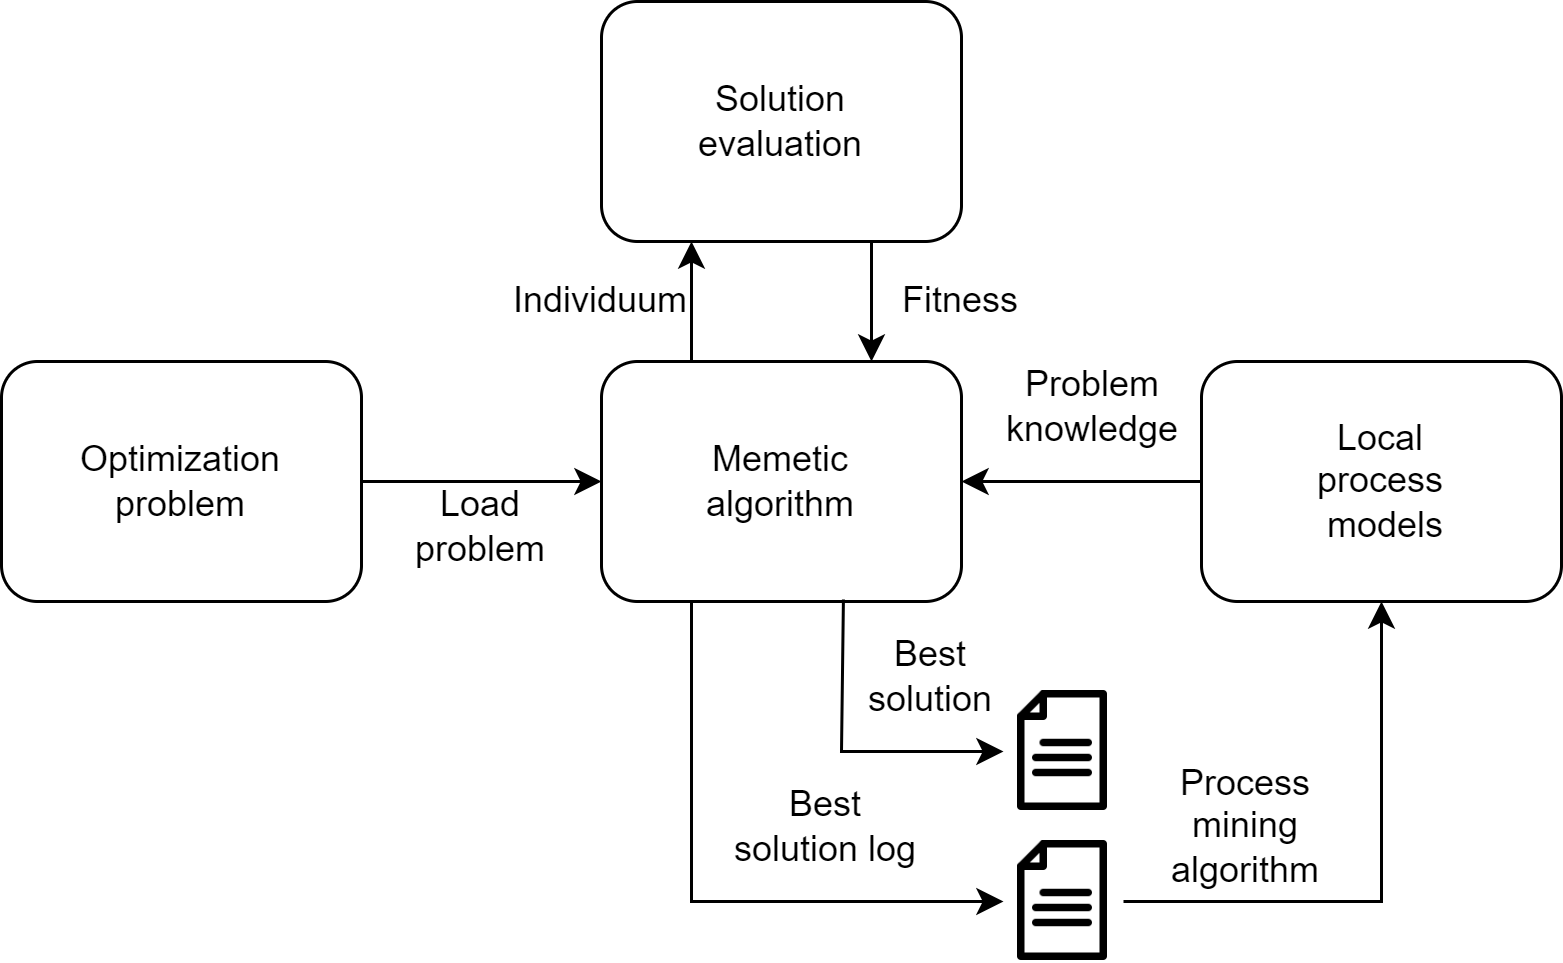 Solution
evaluation
Individuum
Fitness
Optimization
problem
Load
problem
Memetic
algorithm
Problem
knowledge
Local
process
models
Best
solution
Best
solution log
Process
mining
algorithm